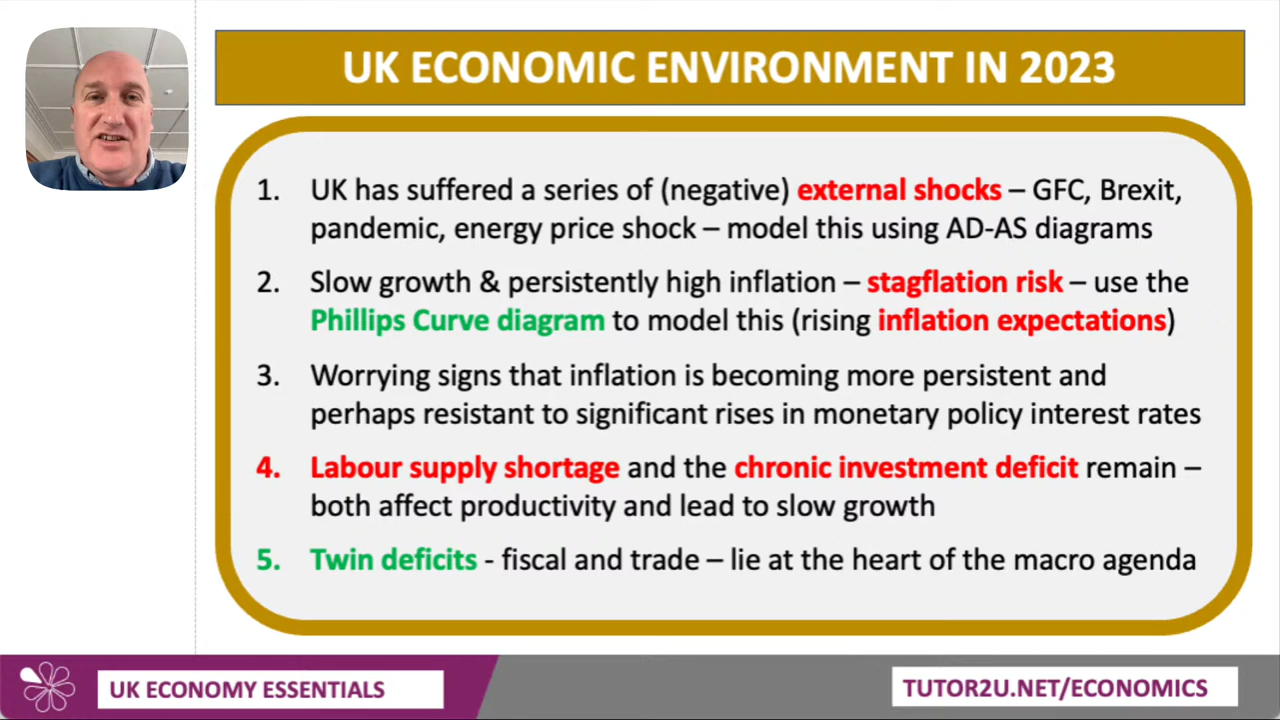 UK ECONOMIC ENVIRONMENT IN 2023
1. UK has suffered a series of (negative) external shocks – GFC, Brexit,
pandemic, energy price shock – model this using AD-AS diagrams
2. Slow growth & persistently high inflation – stagflation risk – use the
Phillips Curve diagram to model this (rising inflation expectations)
3. Worrying signs that inflation is becoming more persistent and
perhaps resistant to significant rises in monetary policy interest rates
4. Labour supply shortage and the chronic investment deficit remain –
both affect productivity and lead to slow growth
5. Twin deficits - fiscal and trade – lie at the heart of the macro agenda
UK ECONOMY ESSENTIALS
TUTOR2U.NET/ECONOMICS